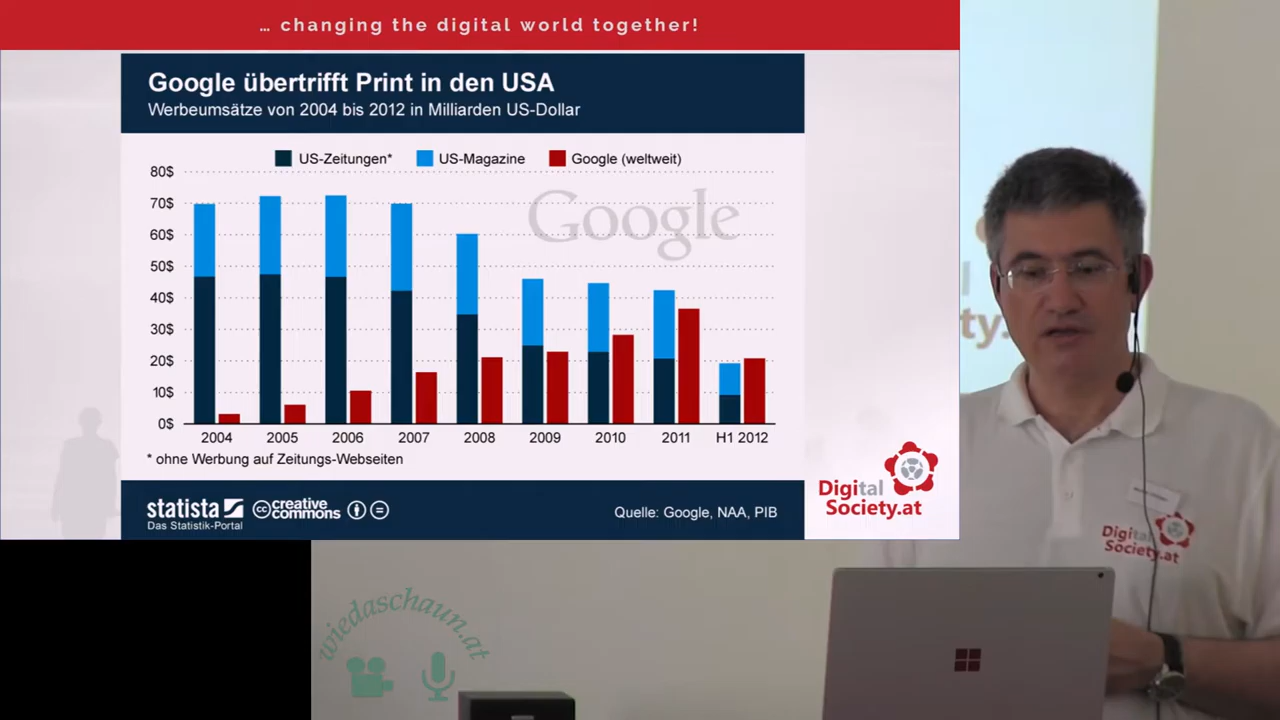 … changing the digital world together!
Google übertrifft Print in den USA
Werbeumsätze von 2004 bis 2012 in Milliarden US-Dollar
US-Zeitungen* US-Magazine Google (weltweit)
80$
70$
60$
50$
40$
30$
20$
10$
0$
Google
2004 2005 2006 2007 2008 2009 2010 2011 H1 2012
* ohne Werbung auf Zeitungs-Webseiten
statista
Das Statistik-Portal
cc creative commons
Quelle: Google, NAA, PIB
Digital
Society.at
Digital
Society.at
wiedaschaun.at